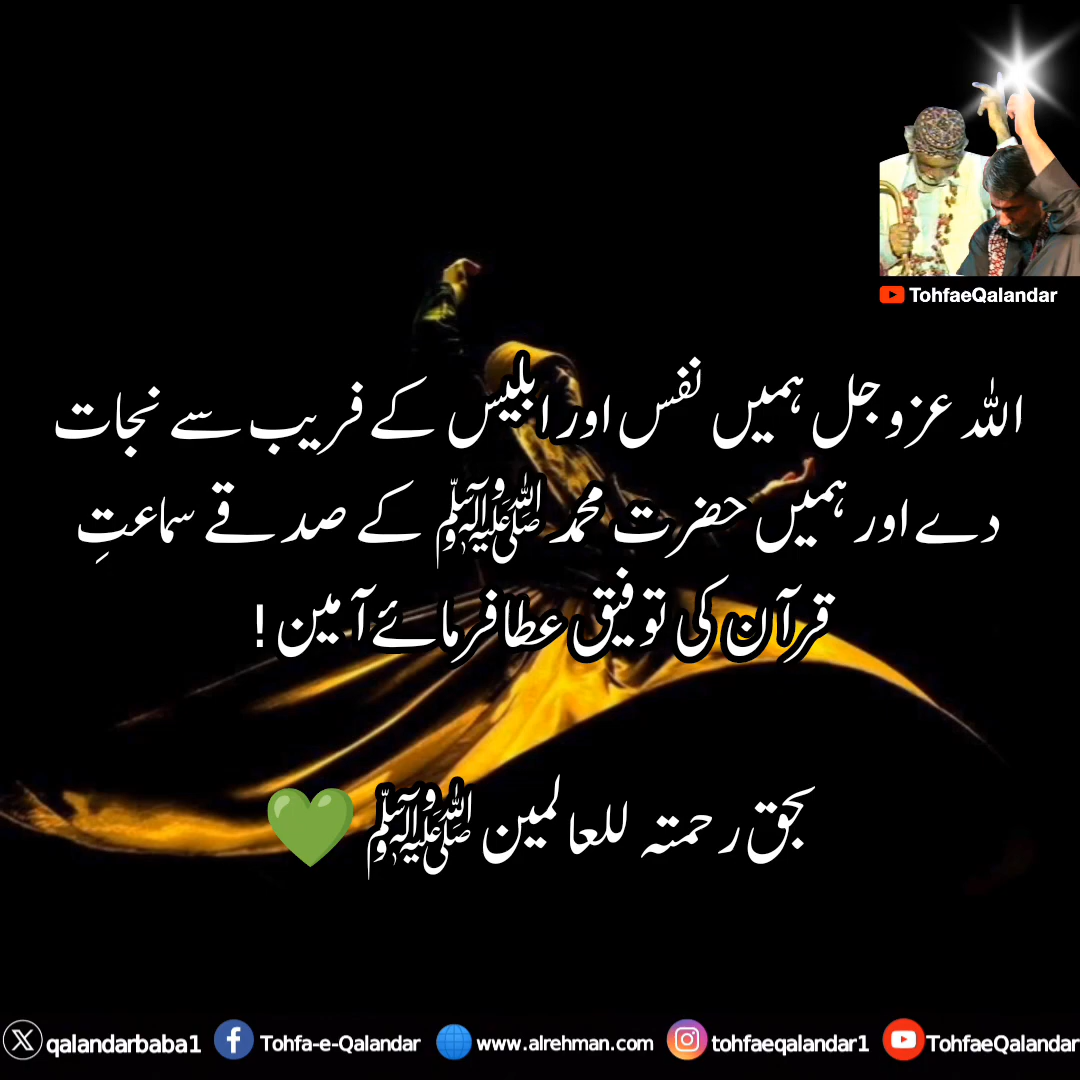 TohfaeQalandar
اللہ عزوجل ہمیں نفس اور ابلیس کے فریب سے نجات
دے اور ہمیں حضرت محمد ﷺ کے صدقے سماعتِ
قرآن کی توفیق عطا فرمائے آمین !
بحق رحمتہ للعالمین ﷺ 💚
qalandarbaba1 Tohfa-e-Qalandar www.alrehman.com tohfaeqalandar1 TohfaeQalandar